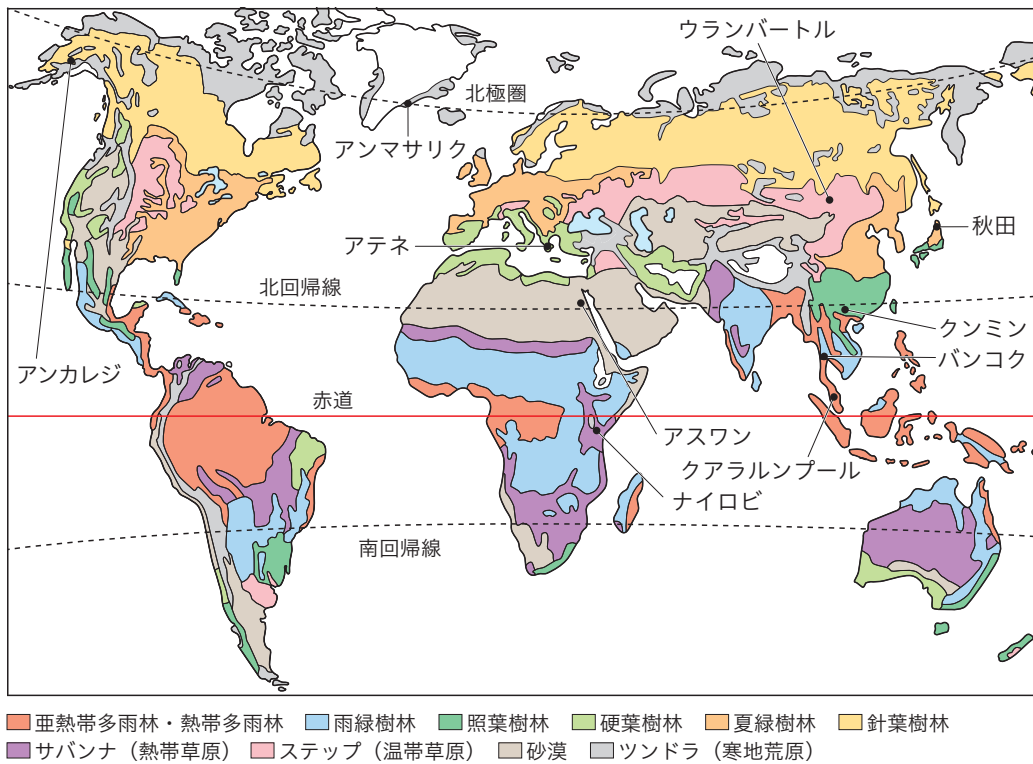 ウランバートル
北極圏
アンマサリク
秋田
アテネ
北回帰線
クンミン
バンコク
アンカレジ
赤道
アスワン
クアラルンプール
ナイロビ
南回帰線
亜熱帯多雨林・熱帯多雨林 雨緑樹林 照葉樹林 硬葉樹林 夏緑樹林 針葉樹林
サバンナ（熱帯草原） ステップ（温帯草原） 砂漠 ツンドラ（寒地荒原）